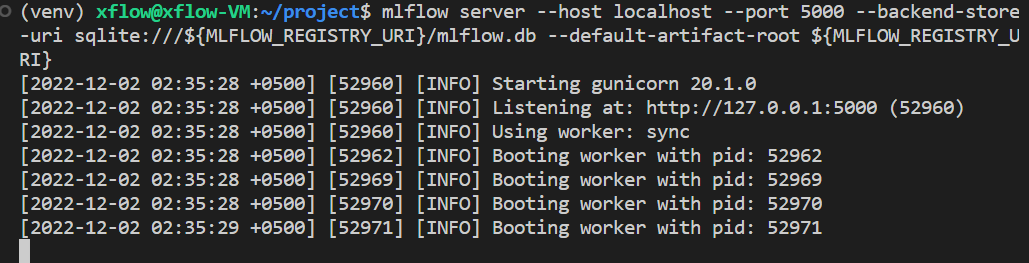 (venv) xflow@xflow-VM:~/project$ mlflow server --host localhost --port 5000 --backend-store
-uri sqlite:///${MLFLOW_REGISTRY_URI}/mlflow.db --default-artifact-root ${MLFLOW_REGISTRY_U
RI}
[2022-12-02 02:35:28 +0500] [52960] [INFO] Starting gunicorn 20.1.0
[2022-12-02 02:35:28 +0500] [52960] [INFO] Listening at: http://127.0.0.1:5000 (52960)
[2022-12-02 02:35:28 +0500] [52960] [INFO] Using worker: sync
[2022-12-02 02:35:28 +0500] [52962] [INFO] Booting worker with pid: 52962
[2022-12-02 02:35:28 +0500] [52969] [INFO] Booting worker with pid: 52969
[2022-12-02 02:35:28 +0500] [52970] [INFO] Booting worker with pid: 52970
[2022-12-02 02:35:29 +0500] [52971] [INFO] Booting worker with pid: 52971